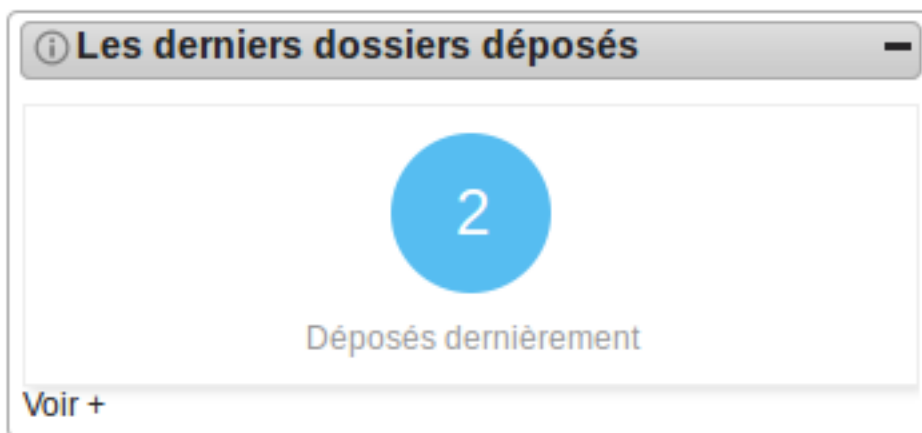 Les derniers dossiers déposés
2
Déposés dernièrement
Voir +